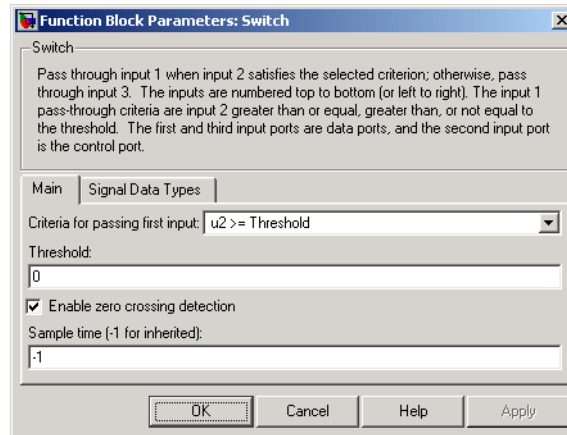 Function Block Parameters: Switch
Switch
Pass through input 1 when input 2 satisfies the selected criterion; otherwise, pass
through input 3. The inputs are numbered top to bottom (or left to right). The input 1
pass-through criteria are input 2 greater than or equal, greater than, or not equal to
the threshold. The first and third input ports are data ports, and the second input port
is the control port.
Main Signal Data Types
Criteria for passing first input: u2 >= Threshold
Threshold:
0
Enable zero crossing detection
Sample time (-1 for inherited):
-1
OK Cancel Help Apply